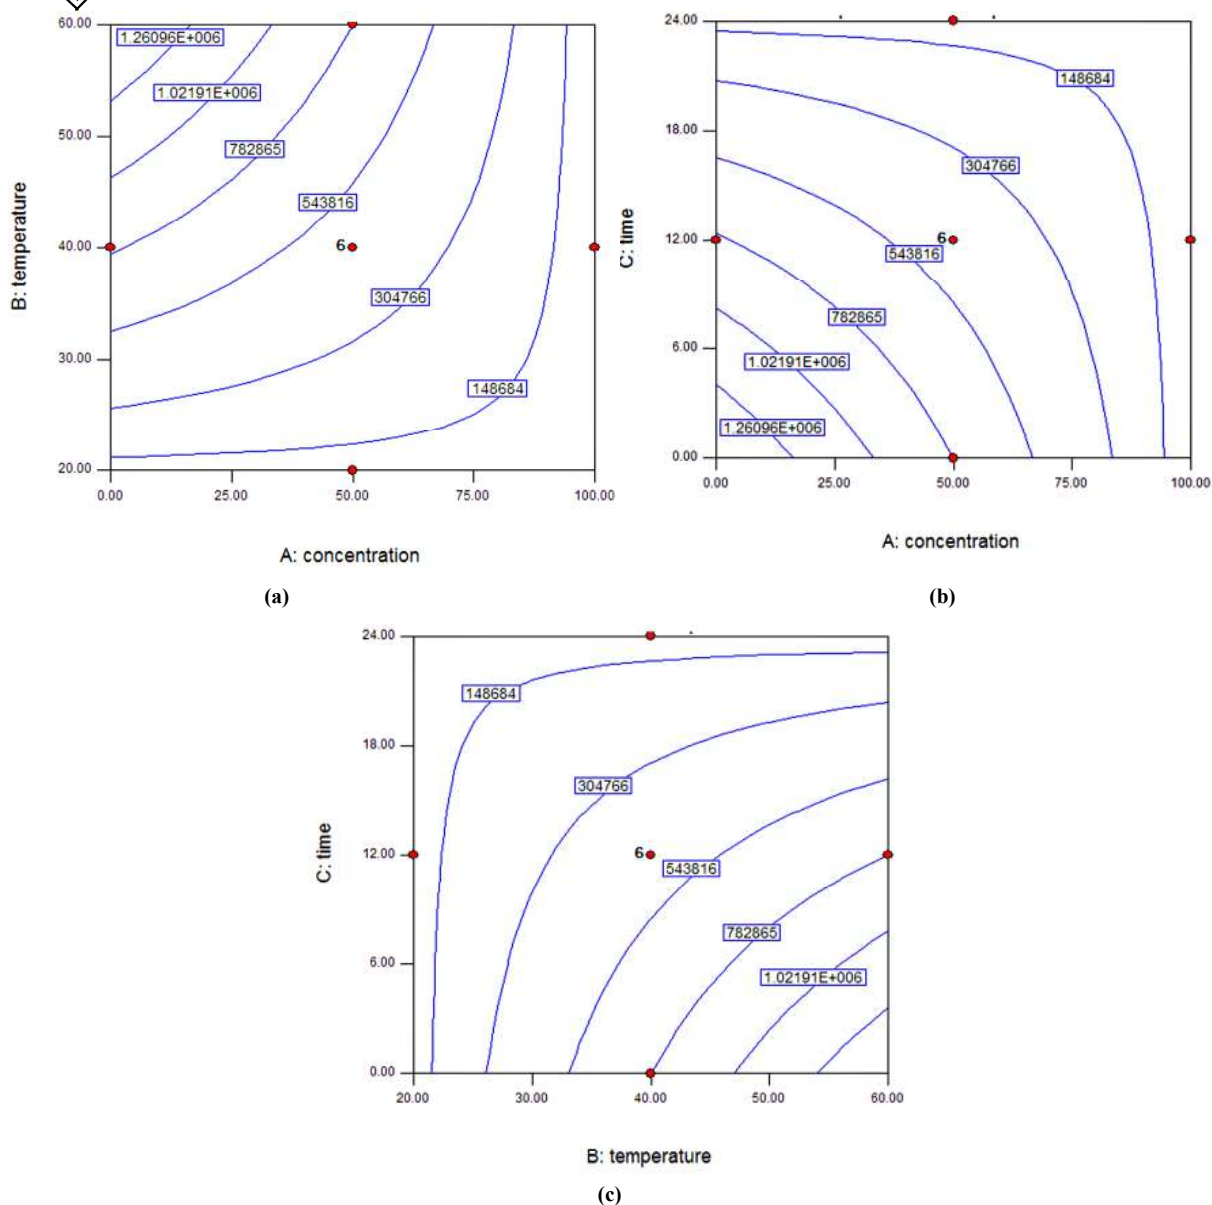 60.00
1.26096E+006
1.02191E+006
50.00
782865
543816
B: temperature
40.00
6
304766
30.00
148684
20.00
0.00 25.00 50.00 75.00 100.00
A: concentration
(a)
24.00
148684
18.00
304766
C: time
12.00
6
543816
782865
6.00
1.02191E+006
1.26096E+006
0.00
0.00 25.00 50.00 75.00 100.00
A: concentration
(b)
24.00
148684
18.00
304766
C: time
12.00
6
543816
782865
6.00
1.02191E+006
0.00
20.00 30.00 40.00 50.00 60.00
B: temperature
(c)